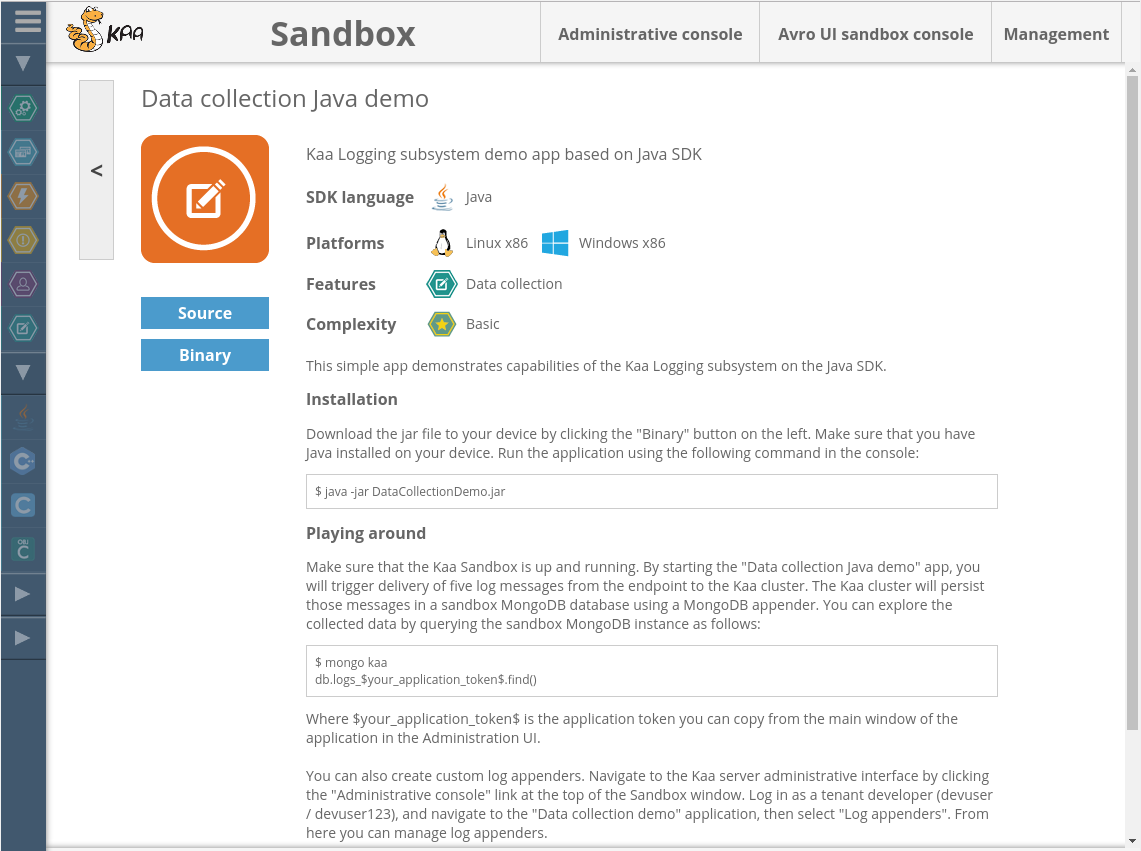 KAA
Sandbox
Administrative console
Avro UI sandbox console
Management
<
Data collection Java demo
Kaa Logging subsystem demo app based on Java SDK
SDK language Java
Platforms Linux x86 Windows x86
Features Data collection
Complexity Basic
Source
Binary
This simple app demonstrates capabilities of the Kaa Logging subsystem on the Java SDK.
Installation
Download the jar file to your device by clicking the "Binary" button on the left. Make sure that you have
Java installed on your device. Run the application using the following command in the console:
$ java -jar DataCollectionDemo.jar
Playing around
Make sure that the Kaa Sandbox is up and running. By starting the "Data collection Java demo" app, you
will trigger delivery of five log messages from the endpoint to the Kaa cluster. The Kaa cluster will persist
those messages in a sandbox MongoDB database using a MongoDB appender. You can explore the
collected data by querying the sandbox MongoDB instance as follows:
$ mongo kaa
db.logs_$your_application_token$.find()
Where $your_application_token$ is the application token you can copy from the main window of the
application in the Administration UI.
You can also create custom log appenders. Navigate to the Kaa server administrative interface by clicking
the "Administrative console" link at the top of the Sandbox window. Log in as a tenant developer (devuser
/ devuser123), and navigate to the "Data collection demo" application, then select "Log appenders". From
here you can manage log appenders.
C++
C
OBJ
C